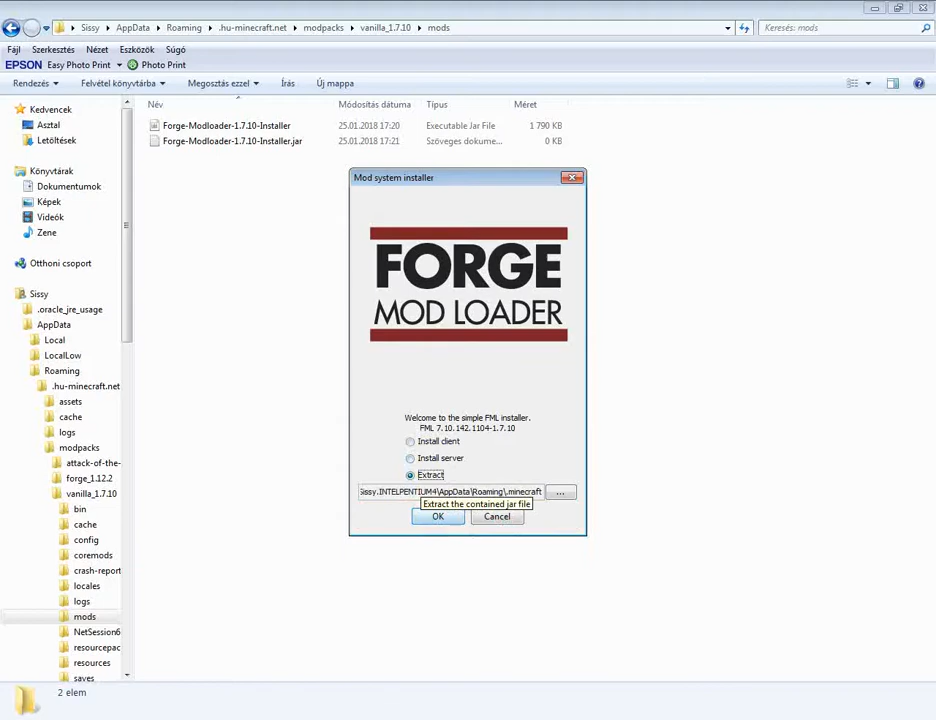 Sissy ▸ AppData ▸ Roaming ▸ .hu-minecraft.net ▸ modpacks ▸ vanilla_1.7.10 ▸ mods
Keresés: mods
Fájl Szerkesztés Nézet Eszközök Súgó
EPSON Easy Photo Print Photo Print
Rendezés Felvétel könyvtárba Megosztás ezzel Írás Új mappa
Név Módosítás dátuma Típus Méret
Forge-Modloader-1.7.10-Installer 25.01.2018 17:20 Executable Jar File 1 790 KB
Forge-Modloader-1.7.10-Installer.jar 25.01.2018 17:21 Szöveges dokume... 0 KB
Kedvencek
Asztal
Letöltések
Könyvtárak
Dokumentumok
Képek
Videók
Zene
Otthoni csoport
Sissy
.oracle_jre_usage
AppData
Local
LocalLow
Roaming
.hu-minecraft.net
assets
cache
logs
modpacks
attack-of-the-
forge_1.12.2
vanilla_1.7.10
bin
cache
config
coremods
crash-report
locales
logs
mods
NetSession6
resourcepac
resources
saves
Mod system installer
FORGE
MOD LOADER
Welcome to the simple FML installer.
FML 7.10.142.1104-1.7.10
Install client
Install server
Extract
Sissy.INTELPENTIUM4\AppData\Roaming\.minecraft ...
Extract the contained jar file
OK Cancel
2 elem